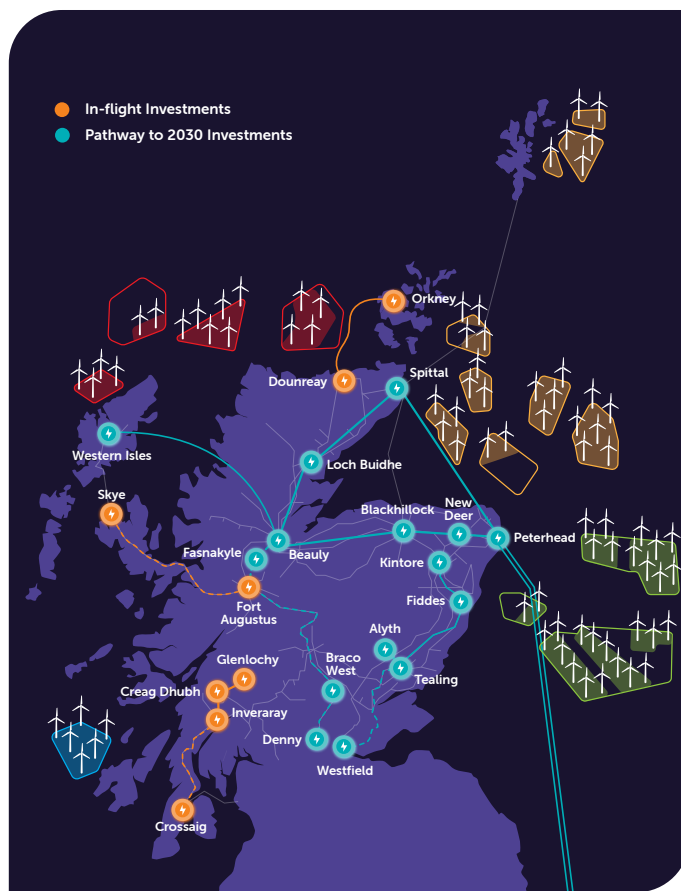 In-flight Investments
Pathway to 2030 Investments
Orkney
Dounreay
Spittal
Western Isles
Loch Buidhe
Skye
Blackhillock
New
Deer
Peterhead
Fasnakyle
Beauly
Kintore
Fort
Augustus
Fiddes
Alyth
Glenlochy
Braco
West
Tealing
Creag Dhubh
Inveraray
Denny
Westfield
Crossaig